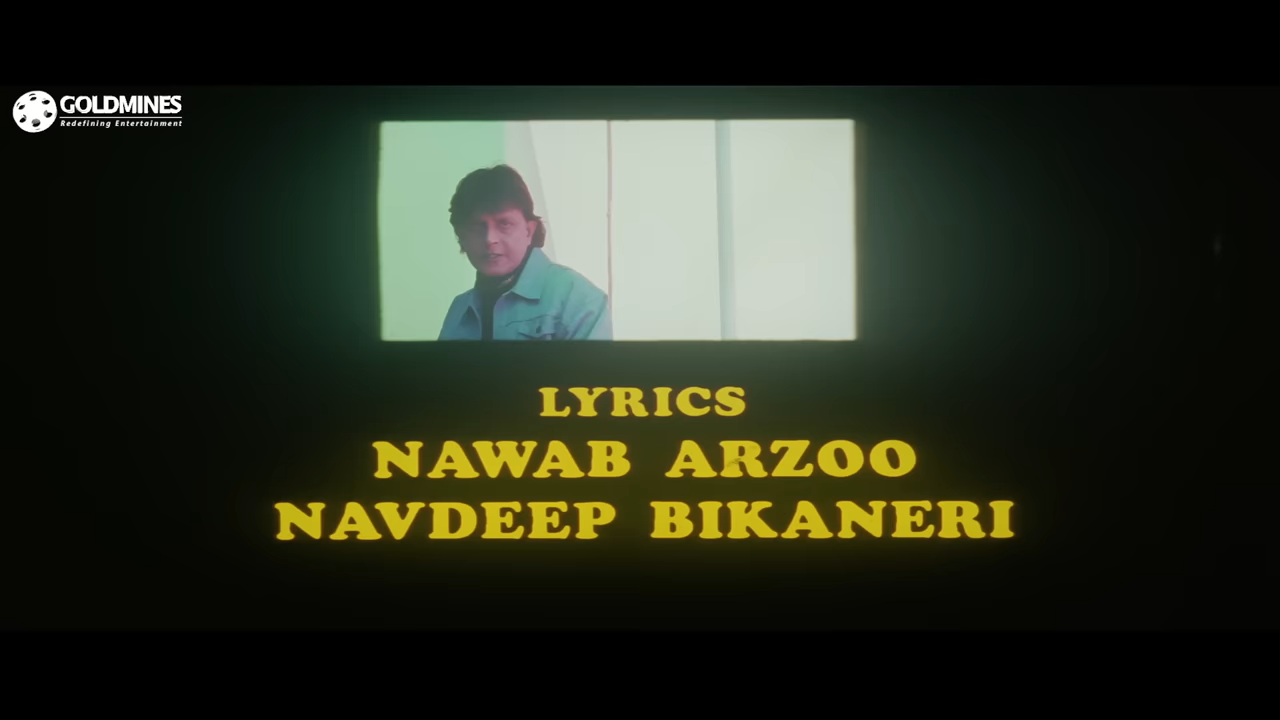 GOLDMINES
Redefining Entertainment
LYRICS
NAWAB ARZOO
NAVDEEP BIKANERI